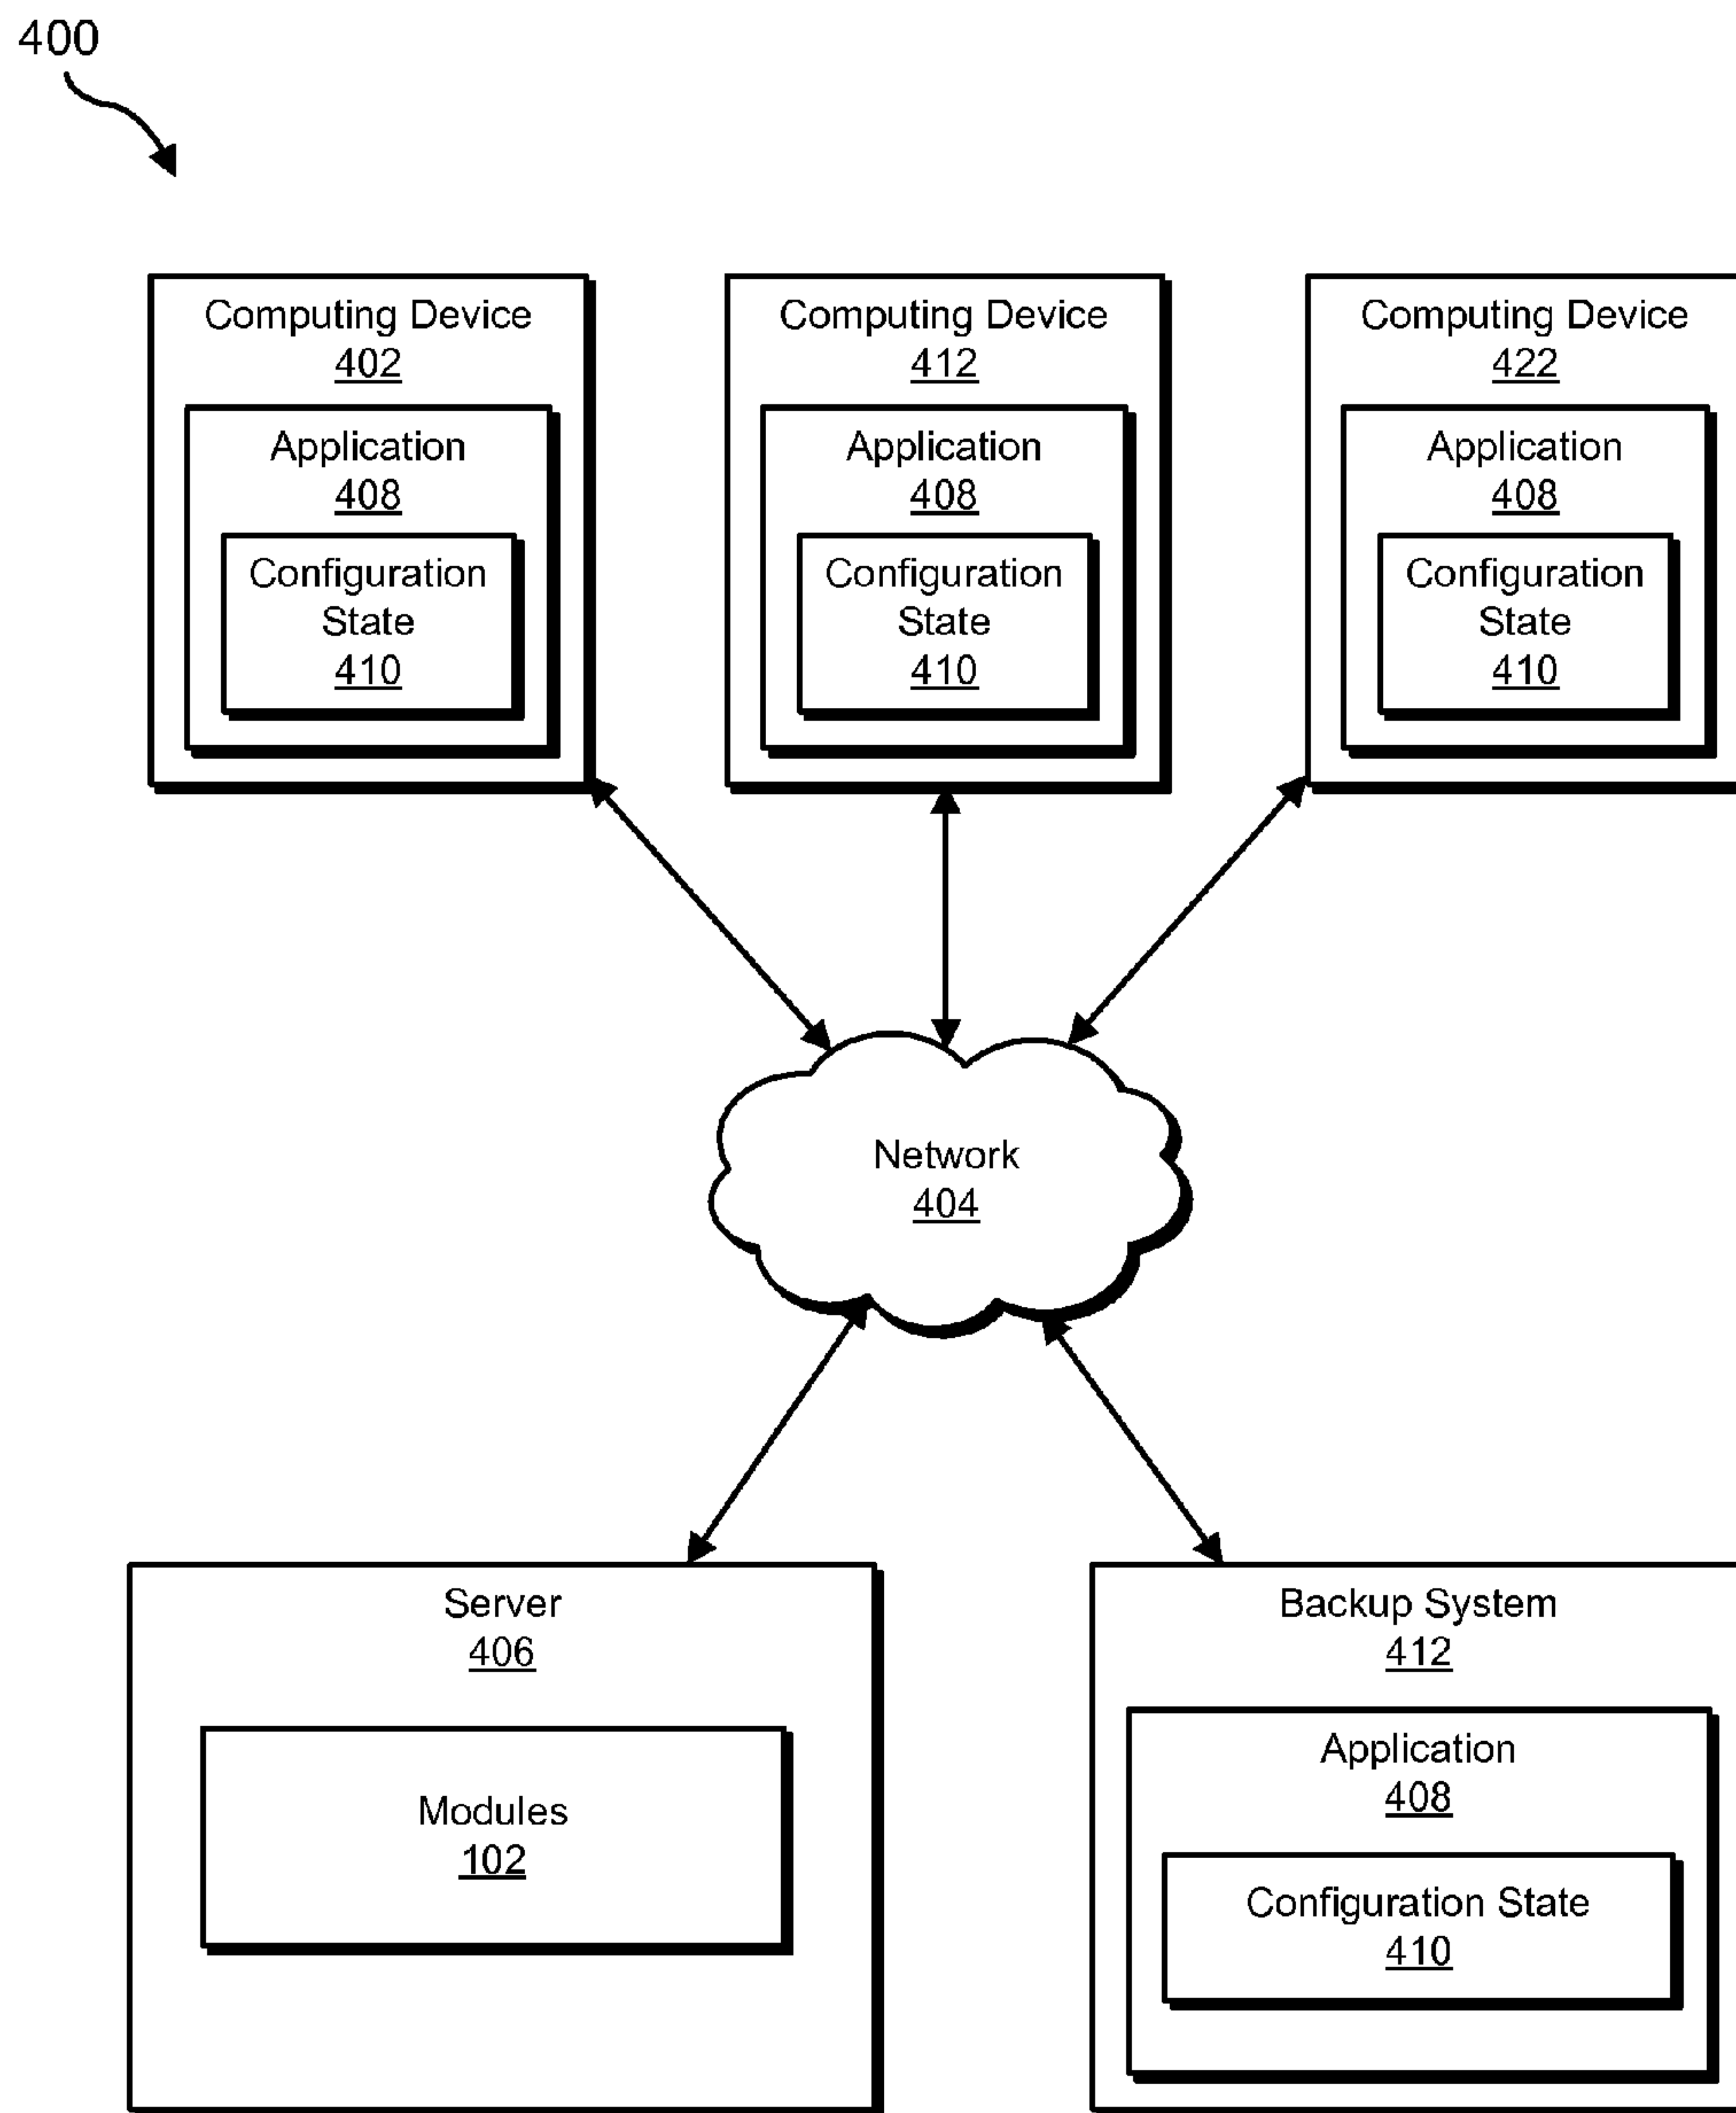 400
Computing Device
402
Application
408
Configuration
State
410
Computing Device
412
Application
408
Configuration
State
410
Computing Device
422
Application
408
Configuration
State
410
Network
404
Server
406
Modules
102
Backup System
412
Application
408
Configuration State
410